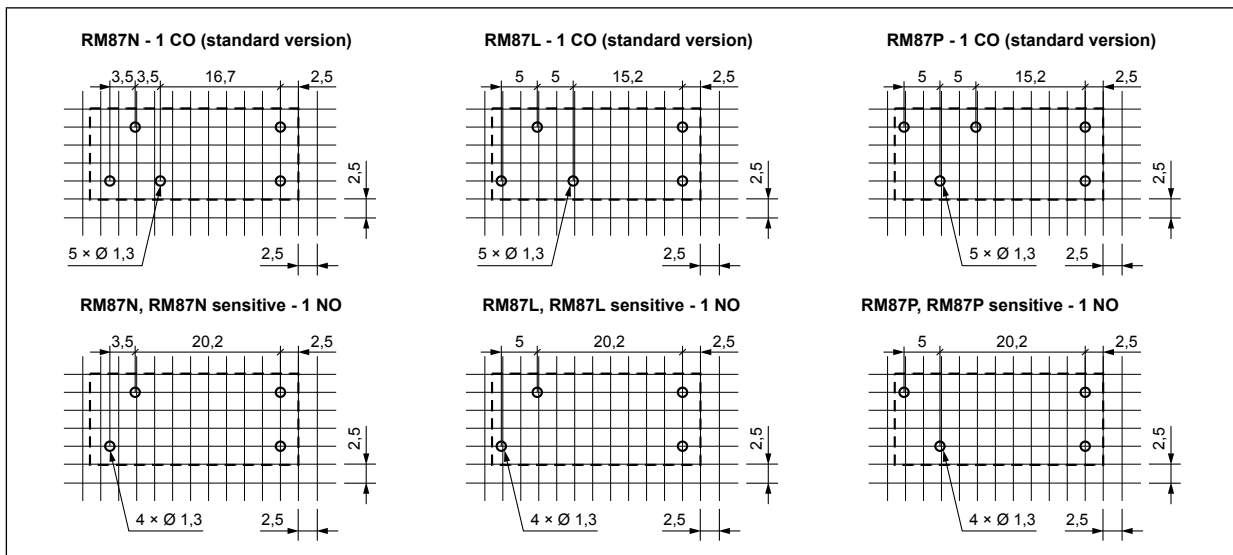 RM87N - 1 CO (standard version)
3,5
3,5
16,7
2,5
2,5
5 × Ø 1,3
2,5
RM87L - 1 CO (standard version)
5
5
15,2
2,5
2,5
5 × Ø 1,3
2,5
RM87P - 1 CO (standard version)
5
5
15,2
2,5
2,5
5 × Ø 1,3
2,5
RM87N, RM87N sensitive - 1 NO
3,5
20,2
2,5
2,5
4 × Ø 1,3
2,5
RM87L, RM87L sensitive - 1 NO
5
20,2
2,5
2,5
4 × Ø 1,3
2,5
RM87P, RM87P sensitive - 1 NO
5
20,2
2,5
2,5
4 × Ø 1,3
2,5